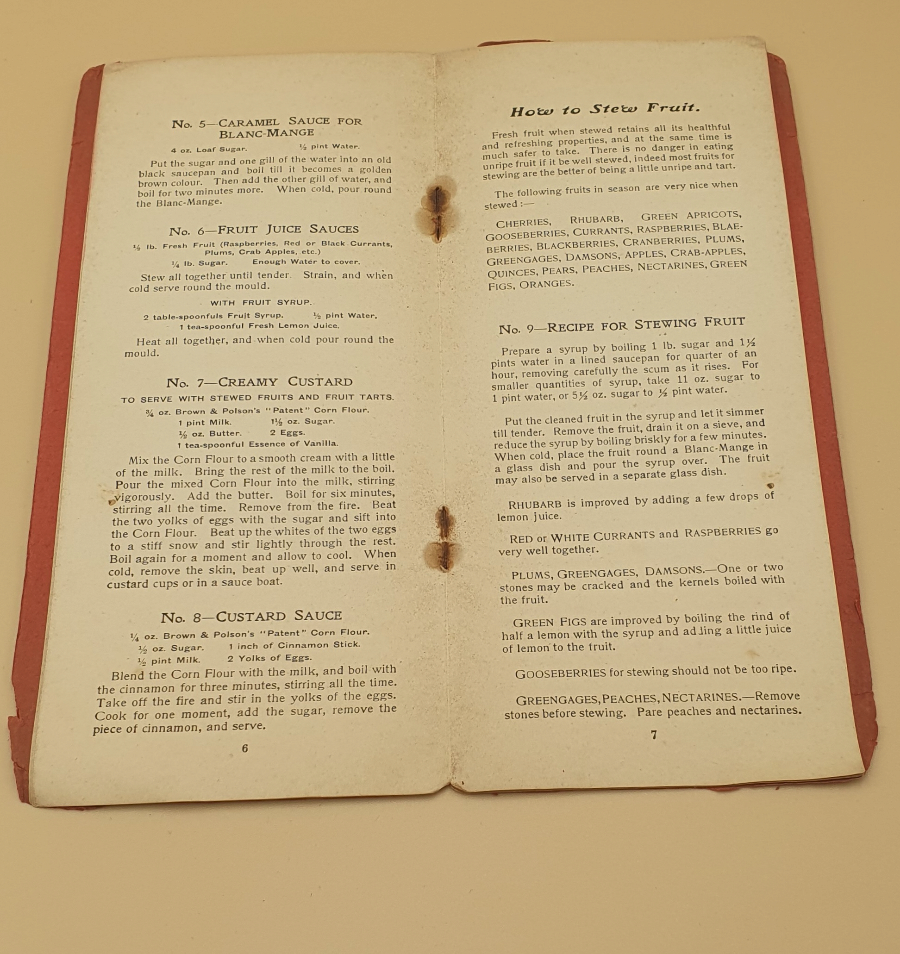 No. 5—CARAMEL SAUCE FOR
BLANC-MANGE
4 oz. Loaf Sugar. ½ pint Water.
Put the sugar and one gill of the water into an old
black saucepan and boil till it becomes a golden
brown colour. Then add the other gill of water, and
boil for two minutes more. When cold, pour round
the Blanc-Mange.
No. 6—FRUIT JUICE SAUCES
¼ lb. Fresh Fruit (Raspberries, Red or Black Currants,
Plums, Crab Apples, etc.)
¼ lb. Sugar. Enough Water to cover.
Stew all together until tender. Strain, and when
cold serve round the mould.
WITH FRUIT SYRUP.
2 table-spoonfuls Fruit Syrup. ½ pint Water,
1 tea-spoonful Fresh Lemon Juice.
Heat all together, and when cold pour round the
mould.
No. 7—CREAMY CUSTARD
TO SERVE WITH STEWED FRUITS AND FRUIT TARTS.
¾ oz. Brown & Polson's "Patent" Corn Flour.
1 pint Milk. 1½ oz. Sugar.
½ oz. Butter. 2 Eggs.
1 tea-spoonful Essence of Vanilla.
Mix the Corn Flour to a smooth cream with a little
of the milk. Bring the rest of the milk to the boil.
Pour the mixed Corn Flour into the milk, stirring
vigorously. Add the butter. Boil for six minutes,
stirring all the time. Remove from the fire. Beat
the two yolks of eggs with the sugar and sift into
the Corn Flour. Beat up the whites of the two eggs
to a stiff snow and stir lightly through the rest.
Boil again for a moment and allow to cool. When
cold, remove the skin, beat up well, and serve in
custard cups or in a sauce boat.
No. 8—CUSTARD SAUCE
¼ oz. Brown & Polson's "Patent" Corn Flour.
½ oz. Sugar. 1 inch of Cinnamon Stick.
½ pint Milk. 2 Yolks of Eggs.
Blend the Corn Flour with the milk, and boil with
the cinnamon for three minutes, stirring all the time.
Take off the fire and stir in the yolks of the eggs.
Cook for one moment, add the sugar, remove the
piece of cinnamon, and serve.
6
How to Stew Fruit.
Fresh fruit when stewed retains all its healthful
and refreshing properties, and at the same time is
much safer to take. There is no danger in eating
unripe fruit if it be well stewed, indeed most fruits for
stewing are the better of being a little unripe and tart.
The following fruits in season are very nice when
stewed :—
CHERRIES, RHUBARB, GREEN APRICOTS,
GOOSEBERRIES, CURRANTS, RASPBERRIES, BLAE-
BERRIES, BLACKBERRIES, CRANBERRIES, PLUMS,
GREENGAGES, DAMSONS, APPLES, CRAB-APPLES,
QUINCES, PEARS, PEACHES, NECTARINES, GREEN
FIGS, ORANGES.
No. 9—RECIPE FOR STEWING FRUIT
Prepare a syrup by boiling 1 lb. sugar and 1½
pints water in a lined saucepan for quarter of an
hour, removing carefully the scum as it rises. For
smaller quantities of syrup, take 11 oz. sugar to
1 pint water, or 5½ oz. sugar to ½ pint water.
Put the cleaned fruit in the syrup and let it simmer
till tender. Remove the fruit, drain it on a sieve, and
reduce the syrup by boiling briskly for a few minutes.
When cold, place the fruit round a Blanc-Mange in
a glass dish and pour the syrup over. The fruit
may also be served in a separate glass dish.
RHUBARB is improved by adding a few drops of
lemon juice.
RED or WHITE CURRANTS and RASPBERRIES go
very well together.
PLUMS, GREENGAGES, DAMSONS.—One or two
stones may be cracked and the kernels boiled with
the fruit.
GREEN FIGS are improved by boiling the rind of
half a lemon with the syrup and adding a little juice
of lemon to the fruit.
GOOSEBERRIES for stewing should not be too ripe.
GREENGAGES, PEACHES, NECTARINES.—Remove
stones before stewing. Pare peaches and nectarines.
7